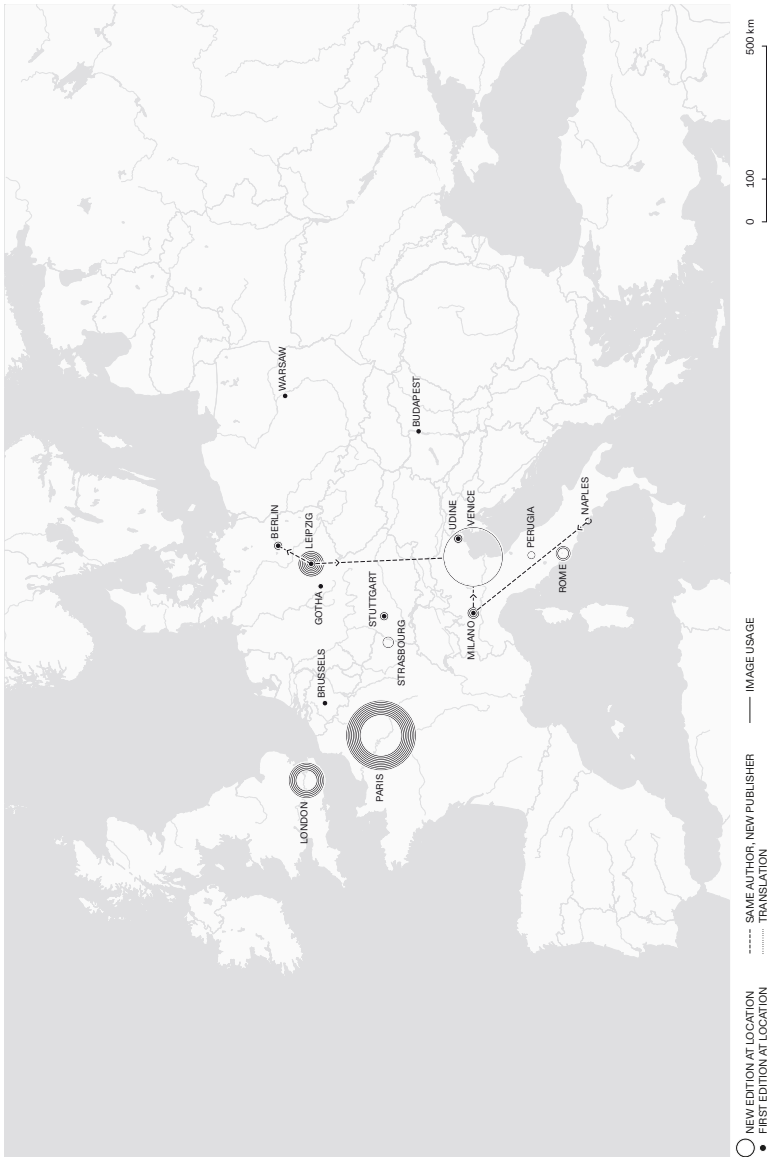 WARSAW
BUDAPEST
BERLIN
LEIPZIG
UDINE
VENICE
NAPLES
PERUGIA
GOTHA
STUTTGART
ROME
MILANO
STRASBOURG
BRUSSELS
PARIS
LONDON
NEW EDITION AT LOCATION
FIRST EDITION AT LOCATION
SAME AUTHOR, NEW PUBLISHER
TRANSLATION
IMAGE USAGE
0 100 500 km